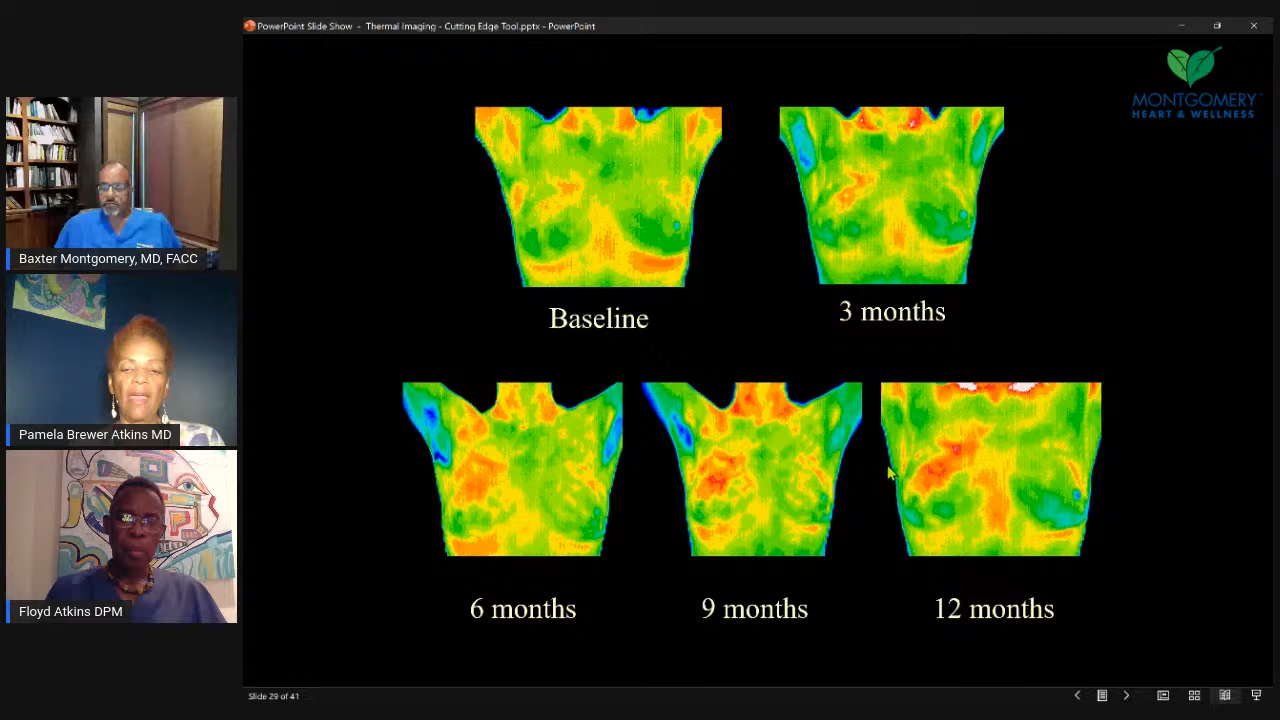 PowerPoint Slide Show - Thermal Imaging - Cutting Edge Tool.pptx - PowerPoint
MONTGOMERY
HEART & WELLNESS
Baxter Montgomery, MD, FACC
Pamela Brewer Atkins MD
Floyd Atkins DPM
Baseline
3 months
6 months
9 months
12 months
Slide 29 of 41